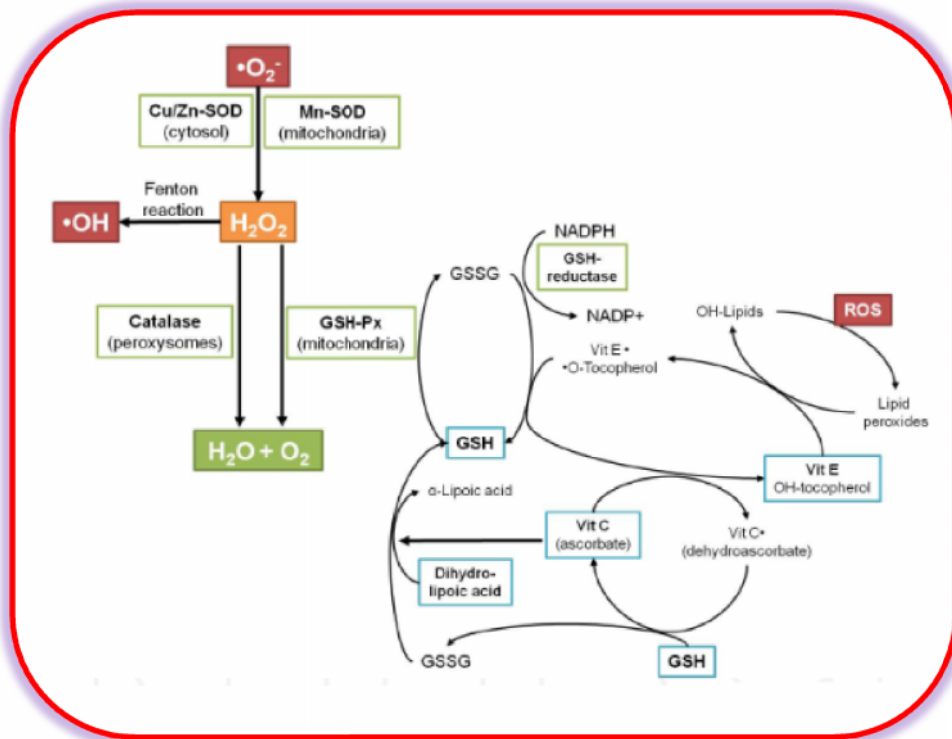 •O₂⁻
Cu/Zn-SOD
(cytosol)
Mn-SOD
(mitochondria)
Fenton
reaction
•OH
H₂O₂
Catalase
(peroxysomes)
GSH-Px
(mitochondria)
H₂O + O₂
NADPH
GSH-
reductase
GSSG
NADP+
OH-Lipids
ROS
Vit E •
•O-Tocopherol
Lipid
peroxides
GSH
Vit E
OH-tocopherol
α-Lipoic acid
Vit C
(ascorbate)
Vit C•
(dehydroascorbate)
Dihydro-
lipoic acid
GSSG
GSH